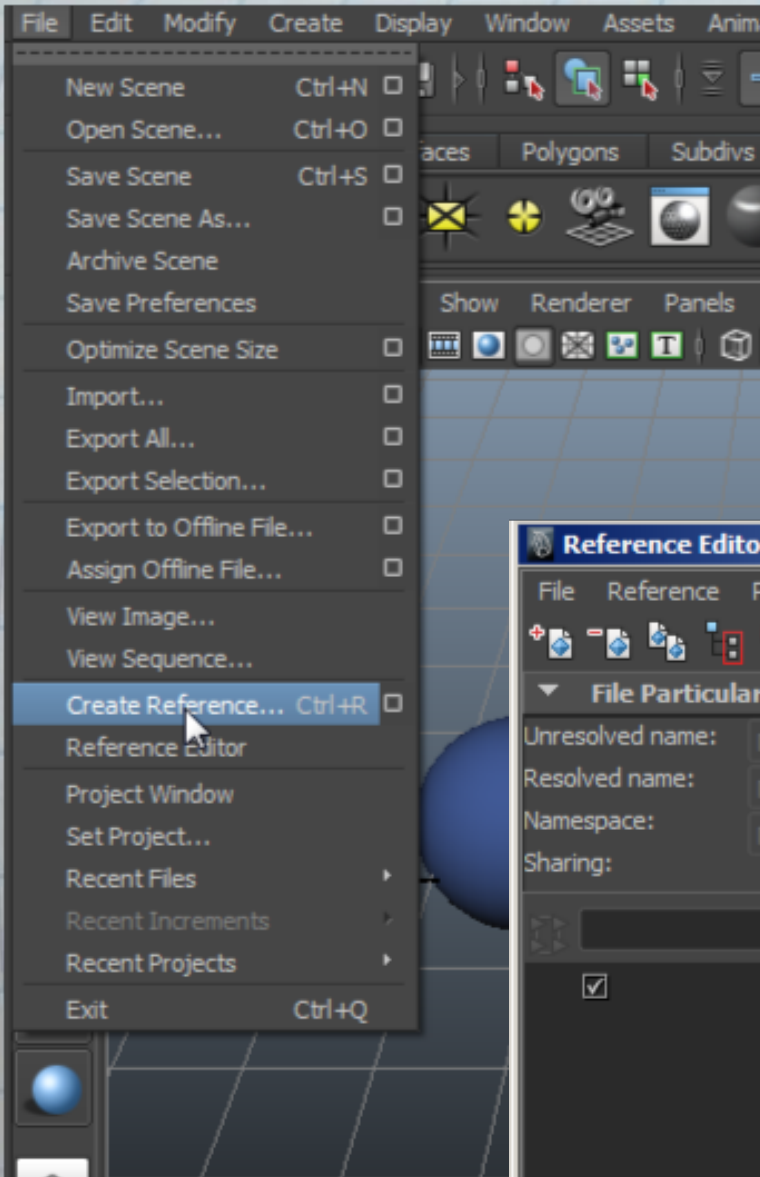 File Edit Modify Create Display Window Assets
New Scene Ctrl+N
Open Scene... Ctrl+O
Save Scene Ctrl+S
Save Scene As...
Archive Scene
Save Preferences
Optimize Scene Size
Import...
Export All...
Export Selection...
Export to Offline File...
Assign Offline File...
View Image...
View Sequence...
Create Reference... Ctrl+R
Reference Editor
Project Window
Set Project...
Recent Files
Recent Increments
Recent Projects
Exit Ctrl+Q
Polygons Subdivs
Show Renderer Panels
T
Reference Edito
File Reference
File Particular
Unresolved name:
Resolved name:
Namespace:
Sharing: